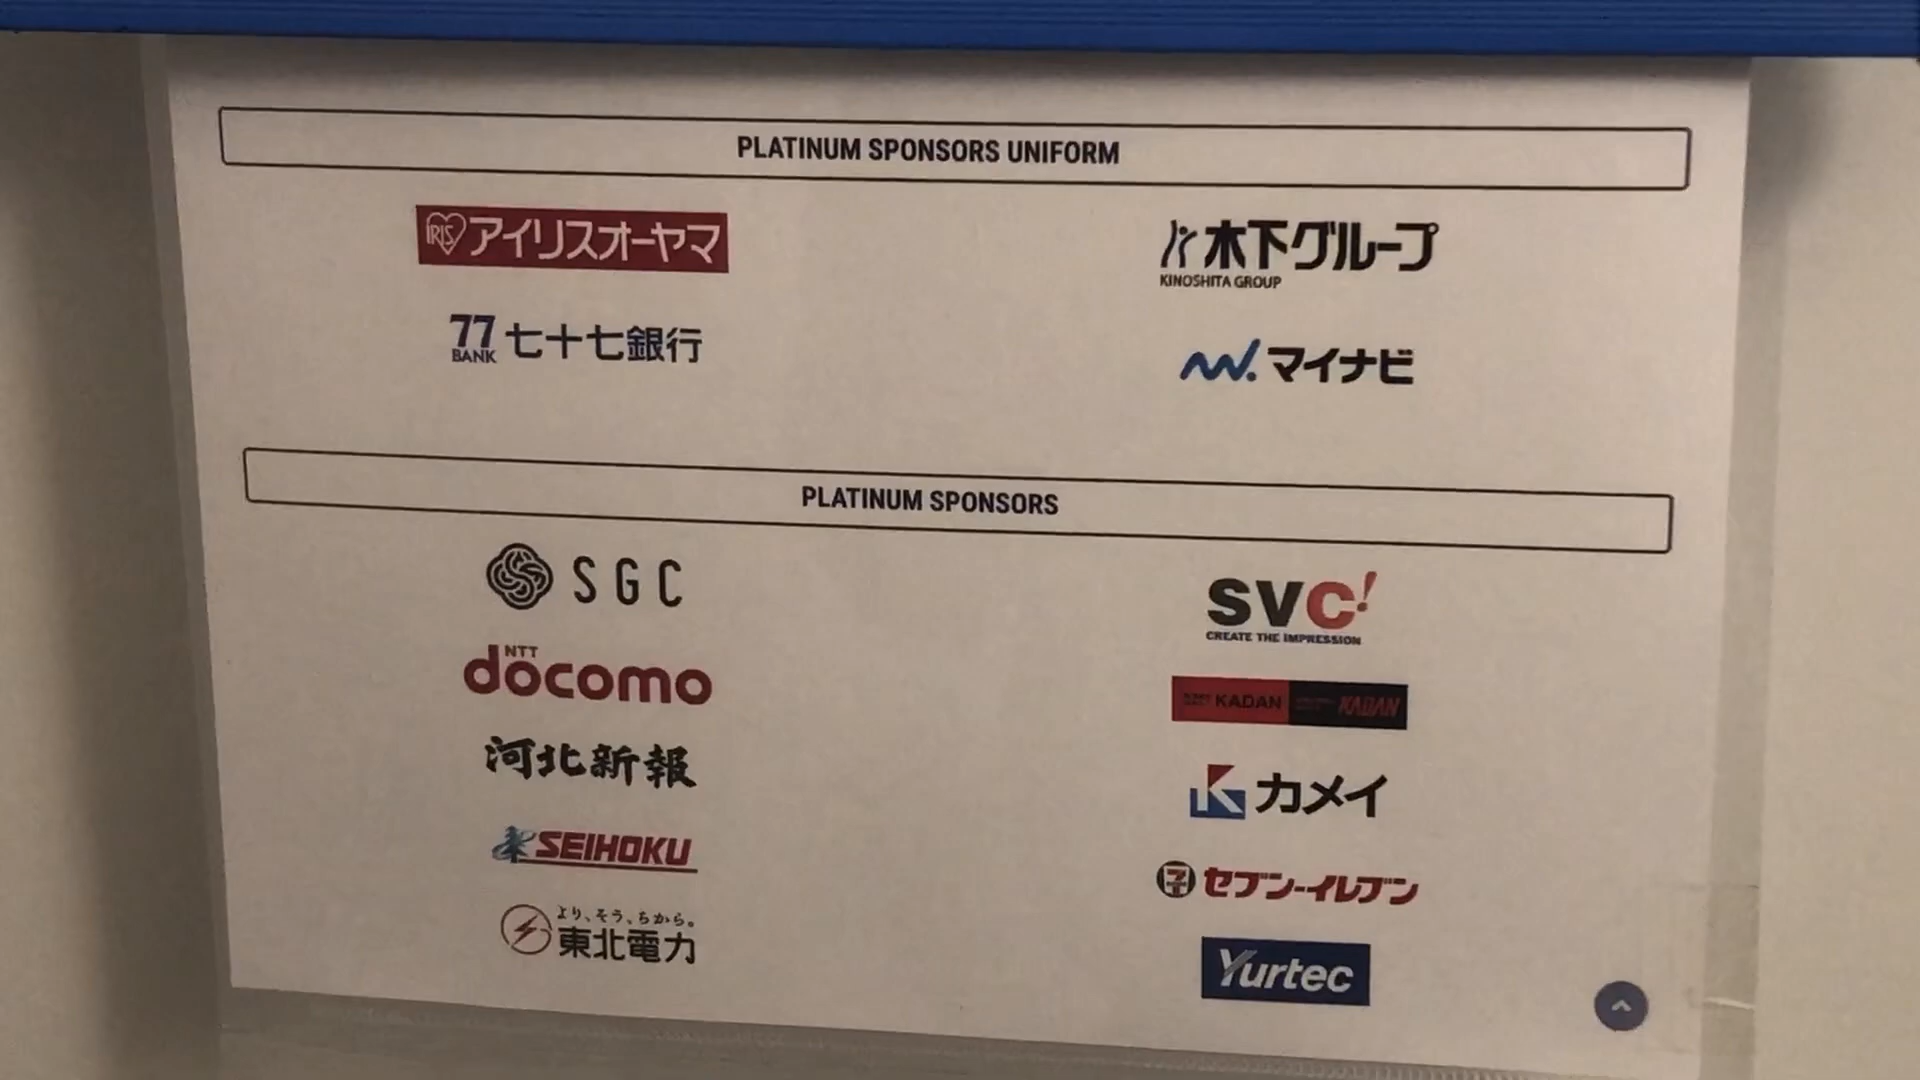 PLATINUM SPONSORS UNIFORM
IRIS アイリスオーヤマ
木下グループ
KINOSHITA GROUP
77 BANK 七十七銀行
マイナビ
PLATINUM SPONSORS
SGC
SVC!
CREATE THE IMPRESSION
NTT
docomo
KADAN KADAN
河北新報
カメイ
SEIHOKU
セブン-イレブン
より、そう、ちから。
東北電力
Yurtec